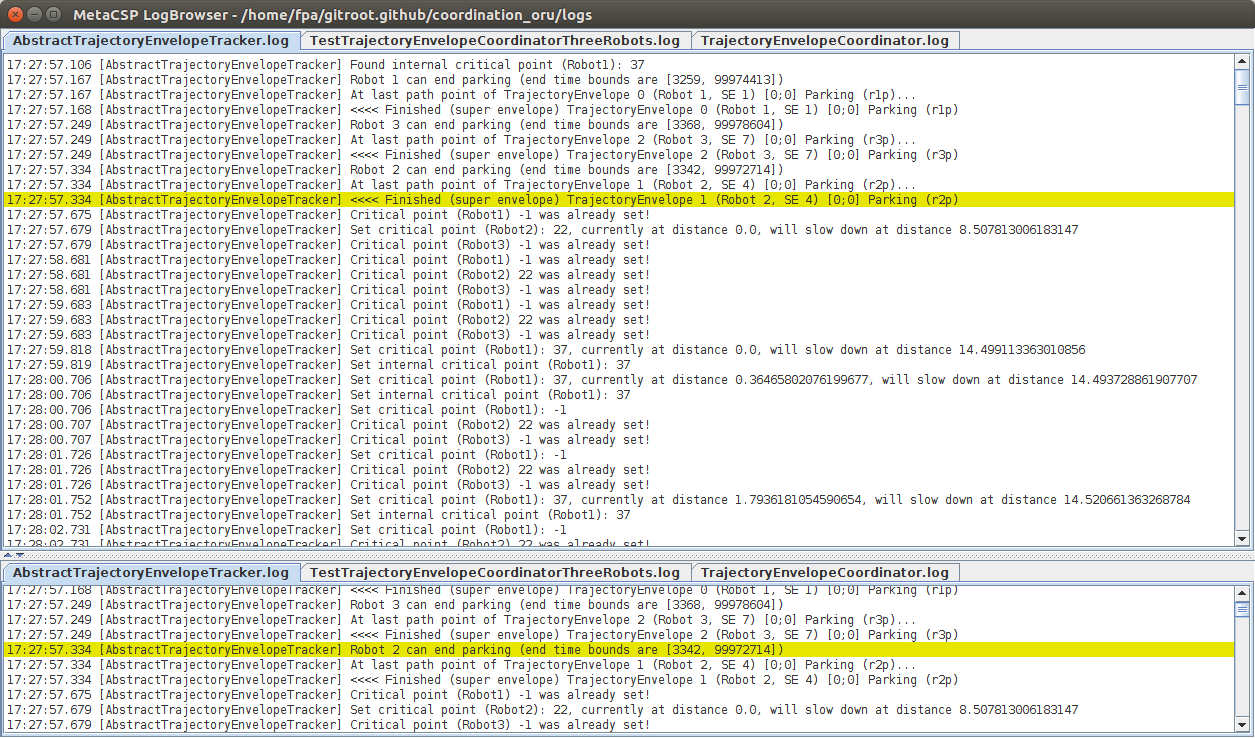 MetaCSP LogBrowser - /home/fpa/gitroot.github/coordination_oru/logs
AbstractTrajectoryEnvelopeTracker.log TestTrajectoryEnvelopeCoordinatorThreeRobots.log TrajectoryEnvelopeCoordinator.log
17:27:57.106 [AbstractTrajectoryEnvelopeTracker] Found internal critical point (Robot1): 37
17:27:57.167 [AbstractTrajectoryEnvelopeTracker] Robot 1 can end parking (end time bounds are [3259, 99974413])
17:27:57.167 [AbstractTrajectoryEnvelopeTracker] At last path point of TrajectoryEnvelope 0 (Robot 1, SE 1) [0;0] Parking (r1p)...
17:27:57.168 [AbstractTrajectoryEnvelopeTracker] <<<< Finished (super envelope) TrajectoryEnvelope 0 (Robot 1, SE 1) [0;0] Parking (r1p)
17:27:57.249 [AbstractTrajectoryEnvelopeTracker] Robot 3 can end parking (end time bounds are [3368, 99978604])
17:27:57.249 [AbstractTrajectoryEnvelopeTracker] At last path point of TrajectoryEnvelope 2 (Robot 3, SE 7) [0;0] Parking (r3p)...
17:27:57.249 [AbstractTrajectoryEnvelopeTracker] <<<< Finished (super envelope) TrajectoryEnvelope 2 (Robot 3, SE 7) [0;0] Parking (r3p)
17:27:57.334 [AbstractTrajectoryEnvelopeTracker] Robot 2 can end parking (end time bounds are [3342, 99972714])
17:27:57.334 [AbstractTrajectoryEnvelopeTracker] At last path point of TrajectoryEnvelope 1 (Robot 2, SE 4) [0;0] Parking (r2p)...
17:27:57.334 [AbstractTrajectoryEnvelopeTracker] <<<< Finished (super envelope) TrajectoryEnvelope 1 (Robot 2, SE 4) [0;0] Parking (r2p)
17:27:57.675 [AbstractTrajectoryEnvelopeTracker] Critical point (Robot1) -1 was already set!
17:27:57.679 [AbstractTrajectoryEnvelopeTracker] Set critical point (Robot2): 22, currently at distance 0.0, will slow down at distance 8.507813006183147
17:27:57.679 [AbstractTrajectoryEnvelopeTracker] Critical point (Robot3) -1 was already set!
17:27:58.681 [AbstractTrajectoryEnvelopeTracker] Critical point (Robot1) -1 was already set!
17:27:58.681 [AbstractTrajectoryEnvelopeTracker] Critical point (Robot2) 22 was already set!
17:27:58.681 [AbstractTrajectoryEnvelopeTracker] Critical point (Robot3) -1 was already set!
17:27:59.683 [AbstractTrajectoryEnvelopeTracker] Critical point (Robot1) -1 was already set!
17:27:59.683 [AbstractTrajectoryEnvelopeTracker] Critical point (Robot2) 22 was already set!
17:27:59.683 [AbstractTrajectoryEnvelopeTracker] Critical point (Robot3) -1 was already set!
17:27:59.818 [AbstractTrajectoryEnvelopeTracker] Set critical point (Robot1): 37, currently at distance 0.0, will slow down at distance 14.499113363010856
17:27:59.819 [AbstractTrajectoryEnvelopeTracker] Set internal critical point (Robot1): 37
17:28:00.706 [AbstractTrajectoryEnvelopeTracker] Set critical point (Robot1): 37, currently at distance 0.36465802076199677, will slow down at distance 14.493728861907707
17:28:00.706 [AbstractTrajectoryEnvelopeTracker] Set internal critical point (Robot1): 37
17:28:00.706 [AbstractTrajectoryEnvelopeTracker] Set critical point (Robot1): -1
17:28:00.707 [AbstractTrajectoryEnvelopeTracker] Critical point (Robot2) 22 was already set!
17:28:00.707 [AbstractTrajectoryEnvelopeTracker] Critical point (Robot3) -1 was already set!
17:28:01.726 [AbstractTrajectoryEnvelopeTracker] Set critical point (Robot1): -1
17:28:01.726 [AbstractTrajectoryEnvelopeTracker] Critical point (Robot2) 22 was already set!
17:28:01.726 [AbstractTrajectoryEnvelopeTracker] Critical point (Robot3) -1 was already set!
17:28:01.752 [AbstractTrajectoryEnvelopeTracker] Set critical point (Robot1): 37, currently at distance 1.7936181054590654, will slow down at distance 14.520661363268784
17:28:01.752 [AbstractTrajectoryEnvelopeTracker] Set internal critical point (Robot1): 37
17:28:02.731 [AbstractTrajectoryEnvelopeTracker] Set critical point (Robot1): -1
17:28:02.731 [AbstractTrajectoryEnvelopeTracker] Critical point (Robot2) 22 was already set!
AbstractTrajectoryEnvelopeTracker.log TestTrajectoryEnvelopeCoordinatorThreeRobots.log TrajectoryEnvelopeCoordinator.log
17:27:57.168 [AbstractTrajectoryEnvelopeTracker] <<<< Finished (super envelope) TrajectoryEnvelope 0 (Robot 1, SE 1) [0;0] Parking (r1p)
17:27:57.249 [AbstractTrajectoryEnvelopeTracker] Robot 3 can end parking (end time bounds are [3368, 99978604])
17:27:57.249 [AbstractTrajectoryEnvelopeTracker] At last path point of TrajectoryEnvelope 2 (Robot 3, SE 7) [0;0] Parking (r3p)...
17:27:57.249 [AbstractTrajectoryEnvelopeTracker] <<<< Finished (super envelope) TrajectoryEnvelope 2 (Robot 3, SE 7) [0;0] Parking (r3p)
17:27:57.334 [AbstractTrajectoryEnvelopeTracker] Robot 2 can end parking (end time bounds are [3342, 99972714])
17:27:57.334 [AbstractTrajectoryEnvelopeTracker] At last path point of TrajectoryEnvelope 1 (Robot 2, SE 4) [0;0] Parking (r2p)...
17:27:57.334 [AbstractTrajectoryEnvelopeTracker] <<<< Finished (super envelope) TrajectoryEnvelope 1 (Robot 2, SE 4) [0;0] Parking (r2p)
17:27:57.675 [AbstractTrajectoryEnvelopeTracker] Critical point (Robot1) -1 was already set!
17:27:57.679 [AbstractTrajectoryEnvelopeTracker] Set critical point (Robot2): 22, currently at distance 0.0, will slow down at distance 8.507813006183147
17:27:57.679 [AbstractTrajectoryEnvelopeTracker] Critical point (Robot3) -1 was already set!